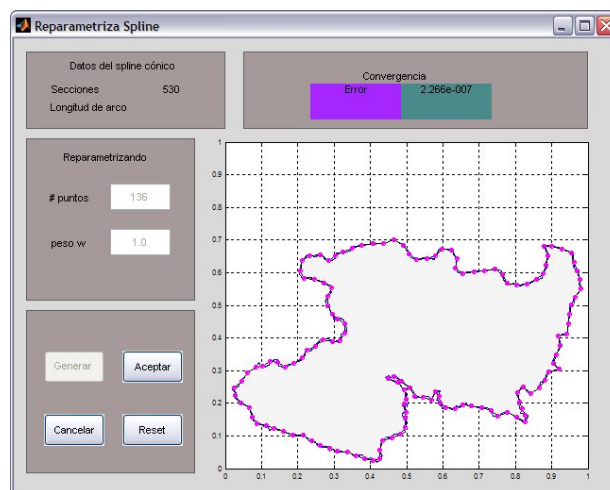 Reparametriza Spline
Datos del spline cónico
Secciones 530
Longitud de arco
Convergencia
Error 2.266e-007
Reparametrizando
# puntos 136
peso w 1.0
Generar Aceptar
Cancelar Reset
1
0.9
0.8
0.7
0.6
0.5
0.4
0.3
0.2
0.1
0
0 0.1 0.2 0.3 0.4 0.5 0.6 0.7 0.8 0.9 1